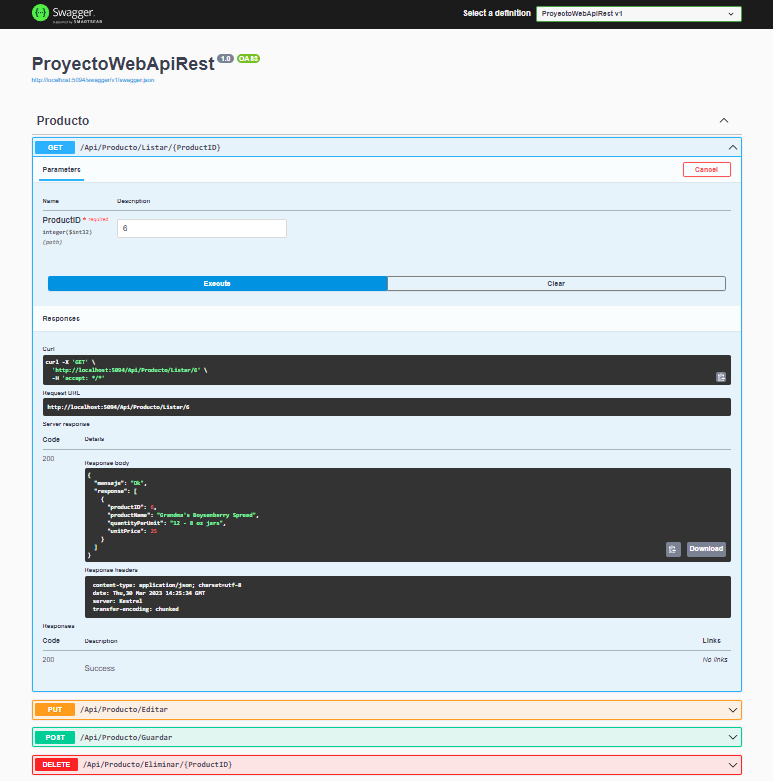 Swagger.
Supported by SMARTBEAR
Select a definition
ProyectoWebApiRest v1
ProyectoWebApiRest 1.0 OAS3
http://localhost:5094/swagger/v1/swagger.json
Producto
GET /Api/Producto/Listar/{ProductID}
Parameters
Cancel
Name Description
ProductID * required
integer($int32)
(path)
6
Execute Clear
Responses
Curl
curl -X 'GET' \
'http://localhost:5094/Api/Producto/Listar/6' \
-H 'accept: */*'
Request URL
http://localhost:5094/Api/Producto/Listar/6
Server response
Code Details
200
Response body
{
"mensaje": "Ok",
"response": [
{
"productID": 6,
"productName": "Grandma's Boysenberry Spread",
"quantityPerUnit": "12 - 8 oz jars",
"unitPrice": 25
}
]
}
Download
Response headers
content-type: application/json; charset=utf-8
date: Thu,30 Mar 2023 14:25:34 GMT
server: Kestrel
transfer-encoding: chunked
Responses
Code Description Links
200 Success No links
PUT /Api/Producto/Editar
POST /Api/Producto/Guardar
DELETE /Api/Producto/Eliminar/{ProductID}